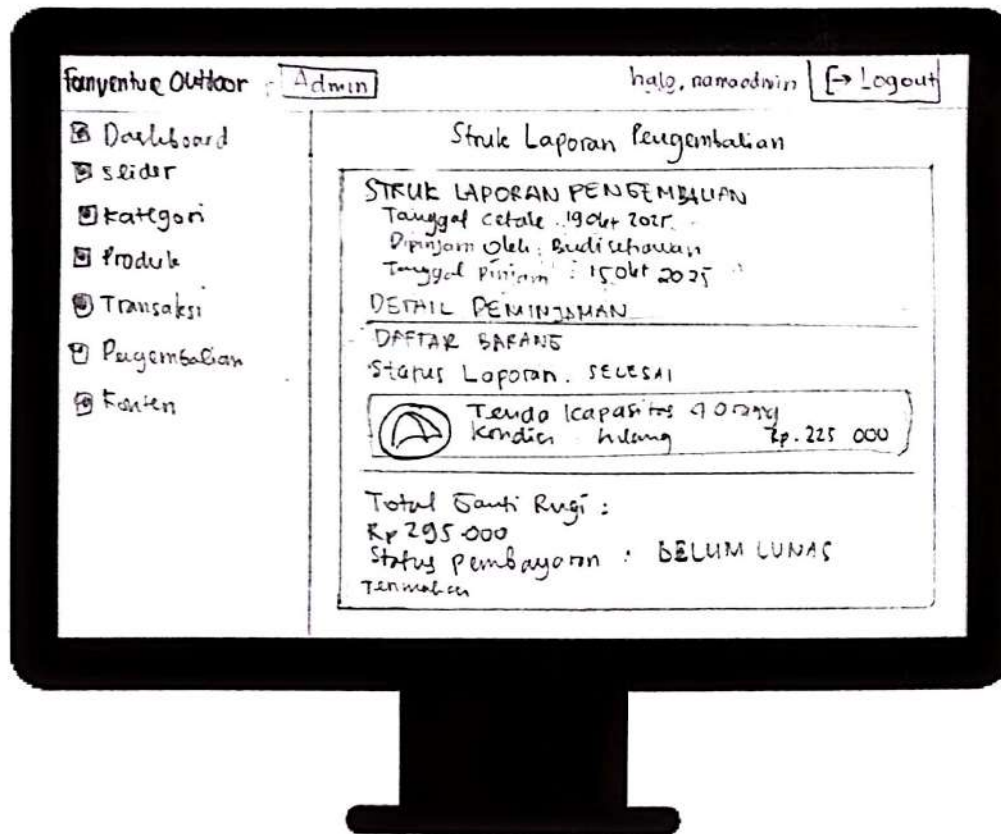 Fanventure Outdoor
Admin
halo, namaadmin
Logout
Dashboard
Slider
Kategori
Produk
Transaksi
Pengembalian
Konten
Struk Laporan Pengembalian
STRUK LAPORAN PENGEMBALIAN
Tanggal cetak : 19 Okt 2025
Dipinjam Oleh : Budi setiawan
Tanggal pinjam : 15 Okt 2025
DETAIL PEMINJAMAN
DAFTAR BARANG
Status Laporan : SELESAI
Tenda kapasitas 4 orang
Kondisi : hilang Rp. 225 000
Total Ganti Rugi :
Rp 295.000
Status pembayaran : BELUM LUNAS